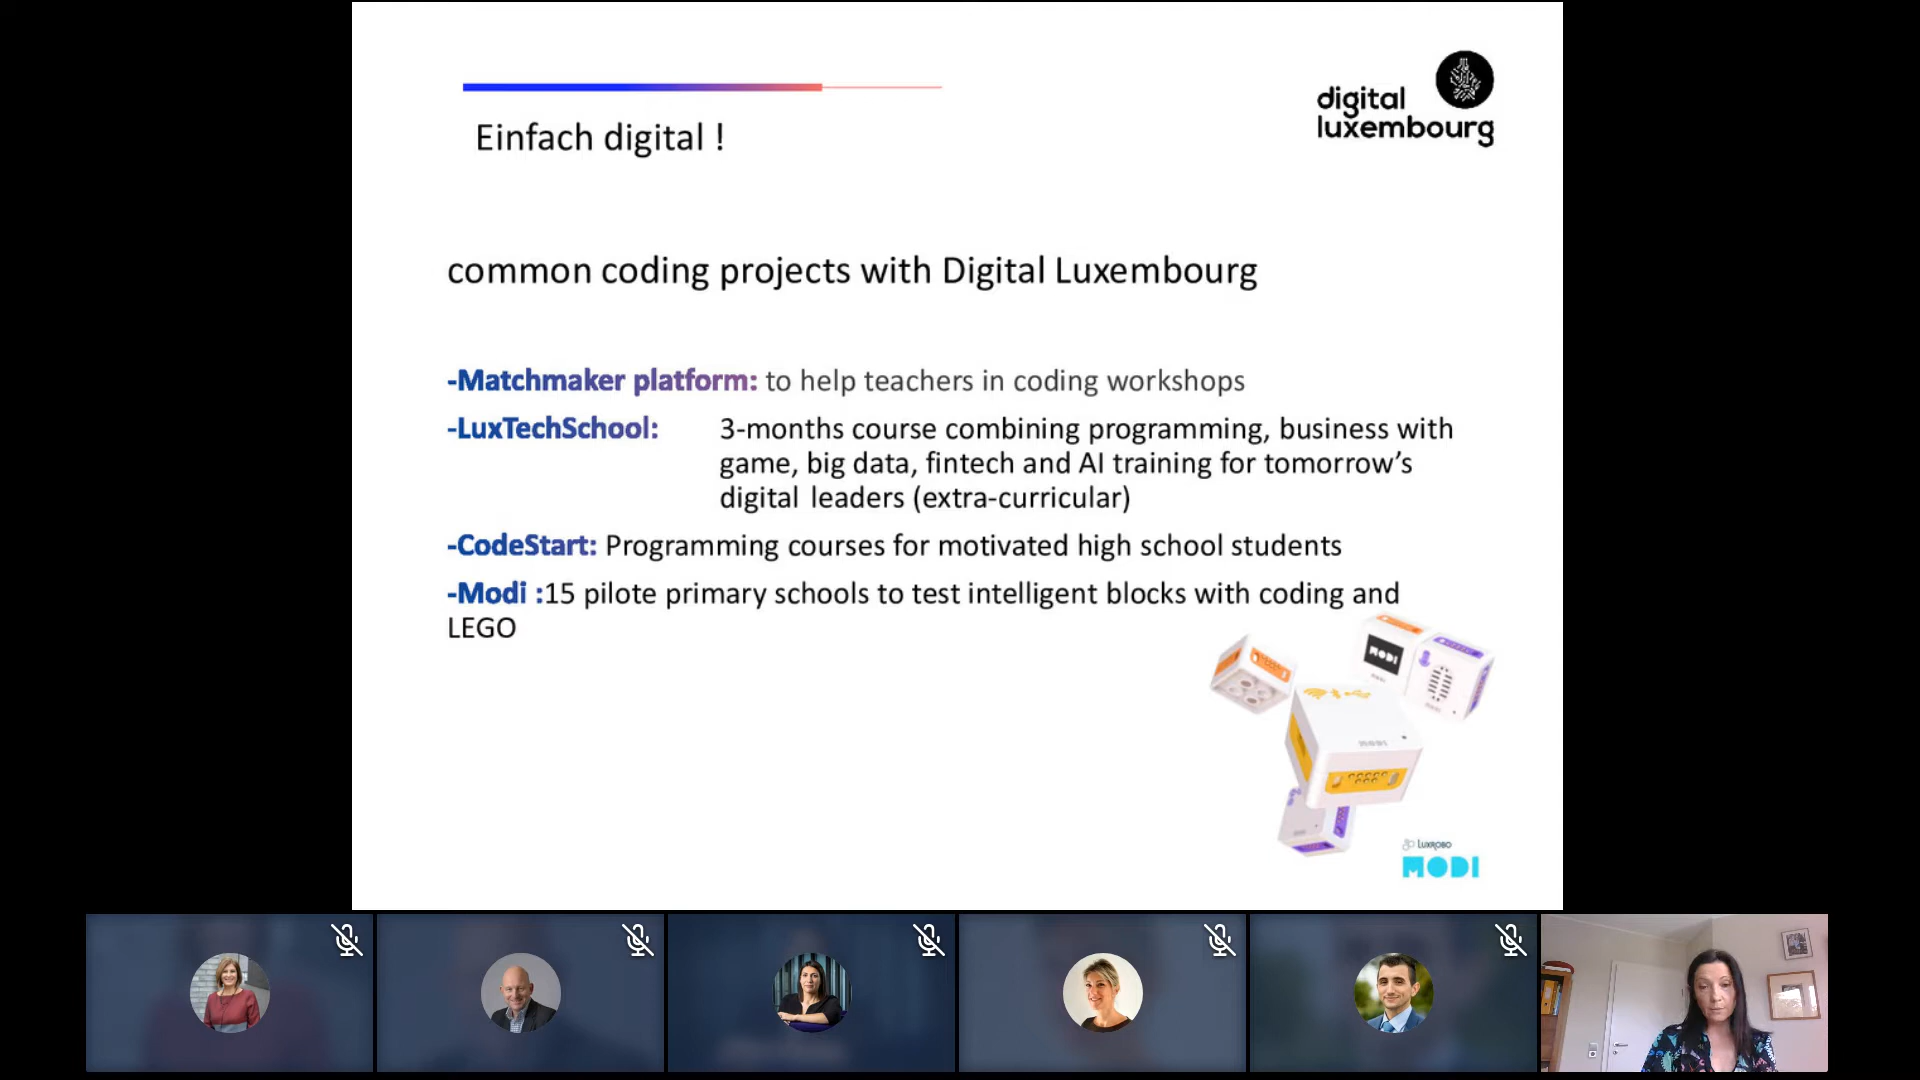 digital
luxembourg
Einfach digital !
common coding projects with Digital Luxembourg
-Matchmaker platform: to help teachers in coding workshops
-LuxTechSchool: 3-months course combining programming, business with
game, big data, fintech and AI training for tomorrow’s
digital leaders (extra-curricular)
-CodeStart: Programming courses for motivated high school students
-Modi :15 pilote primary schools to test intelligent blocks with coding and
LEGO
MODI
MODI
LUXROBO
MODI